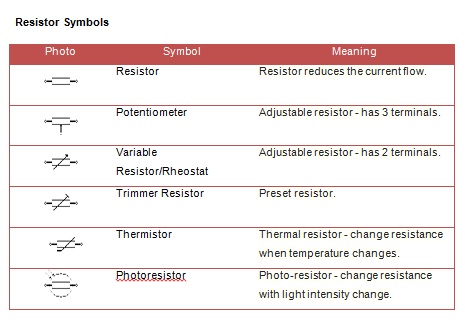 Resistor Symbols
Photo Symbol Meaning
Resistor Resistor reduces the current flow.
Potentiometer Adjustable resistor - has 3 terminals.
Variable Adjustable resistor - has 2 terminals.
Resistor/Rheostat
Trimmer Resistor Preset resistor.
Thermistor Thermal resistor - change resistance
when temperature changes.
Photoresistor Photo-resistor - change resistance
with light intensity change.